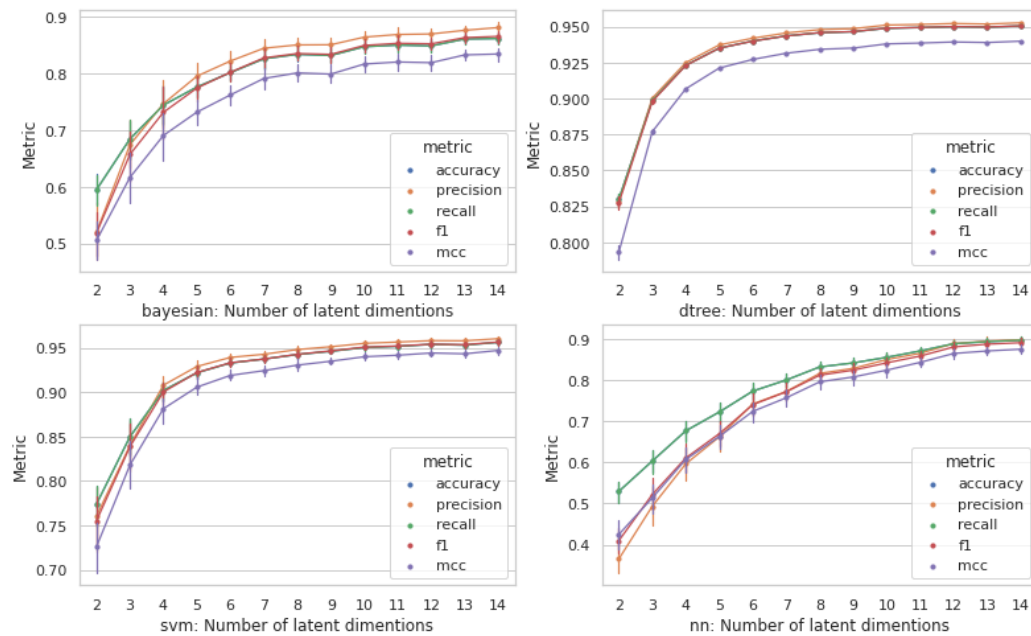 0.9
0.8
0.7
0.6
0.5
Metric
metric
accuracy
precision
recall
f1
mcc
2 3 4 5 6 7 8 9 10 11 12 13 14
bayesian: Number of latent dimentions
0.950
0.925
0.900
0.875
0.850
0.825
0.800
Metric
metric
accuracy
precision
recall
f1
mcc
2 3 4 5 6 7 8 9 10 11 12 13 14
dtree: Number of latent dimentions
0.95
0.90
0.85
0.80
0.75
0.70
Metric
metric
accuracy
precision
recall
f1
mcc
2 3 4 5 6 7 8 9 10 11 12 13 14
svm: Number of latent dimentions
0.9
0.8
0.7
0.6
0.5
0.4
Metric
metric
accuracy
precision
recall
f1
mcc
2 3 4 5 6 7 8 9 10 11 12 13 14
nn: Number of latent dimentions